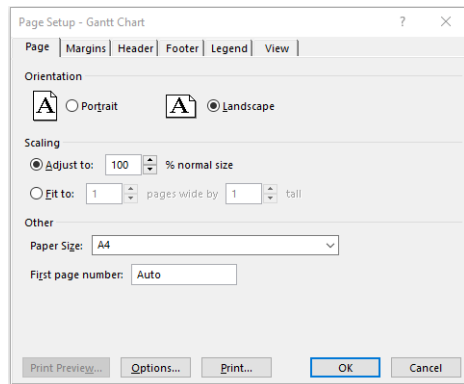 Page Setup - Gantt Chart
Page Margins Header Footer Legend View
Orientation
A Portrait A Landscape
Scaling
Adjust to: 100 % normal size
Fit to: 1 pages wide by 1 tall
Other
Paper Size: A4
First page number: Auto
Print Preview... Options... Print... OK Cancel